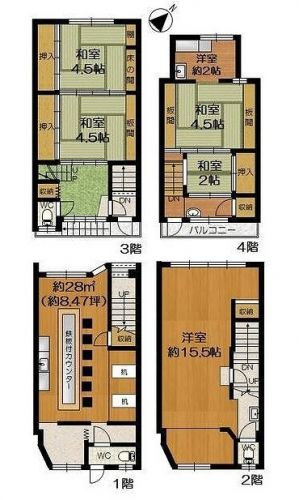 N
和室
4.5帖
棚
床の間
押入
和室
4.5帖
押入
板間
UP
収納
DN
WC
3階
洋室
約2帖
板間
和室
4.5帖
板間
押入
和室
2帖
押入
DN
収納
バルコニー
4階
約28㎡
(約8.47坪)
UP
収納
鉄板付カウンター
机
机
MW
WC
1階
洋室
約15.5帖
収納
DN
UP
2階